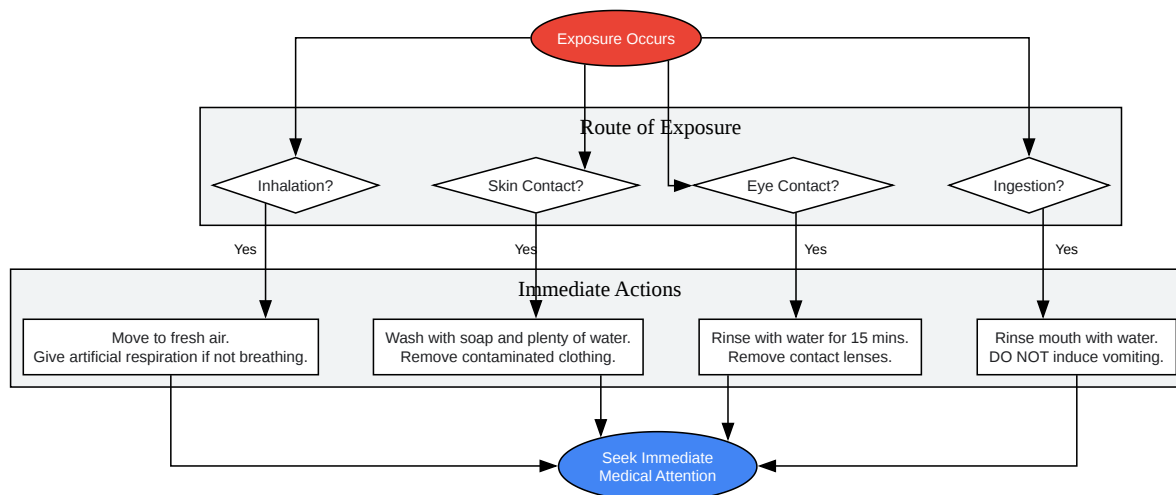 Exposure Occurs
Route of Exposure
Inhalation?
Skin Contact?
Eye Contact?
Ingestion?
Yes
Yes
Yes
Yes
Immediate Actions
Move to fresh air.
Give artificial respiration if not breathing.
Wash with soap and plenty of water.
Remove contaminated clothing.
Rinse with water for 15 mins.
Remove contact lenses.
Rinse mouth with water.
DO NOT induce vomiting.
Seek Immediate
Medical Attention